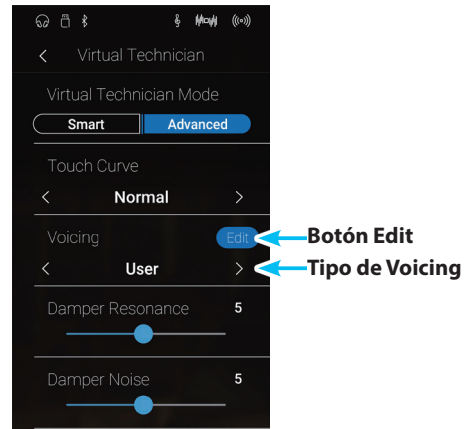 Virtual Technician
Virtual Technician Mode
Smart Advanced
Touch Curve
Normal
Voicing Edit Botón Edit
User Tipo de Voicing
Damper Resonance 5
Damper Noise 5